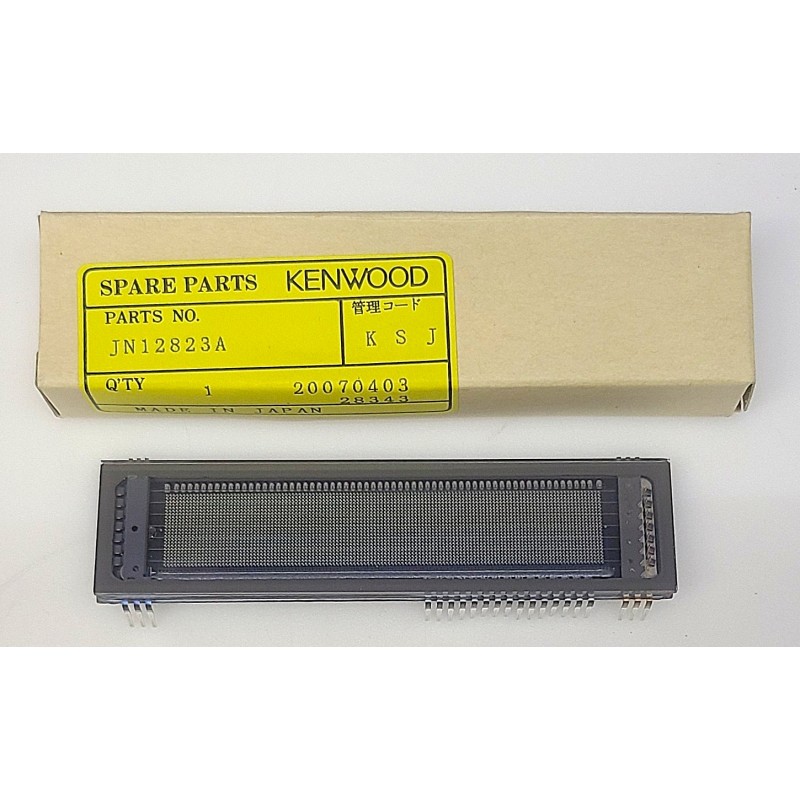 SPARE PARTS KENWOOD
PARTS NO.
JN12823A
管理コード
K S J
Q'TY 1 20070403
28343
MADE IN JAPAN